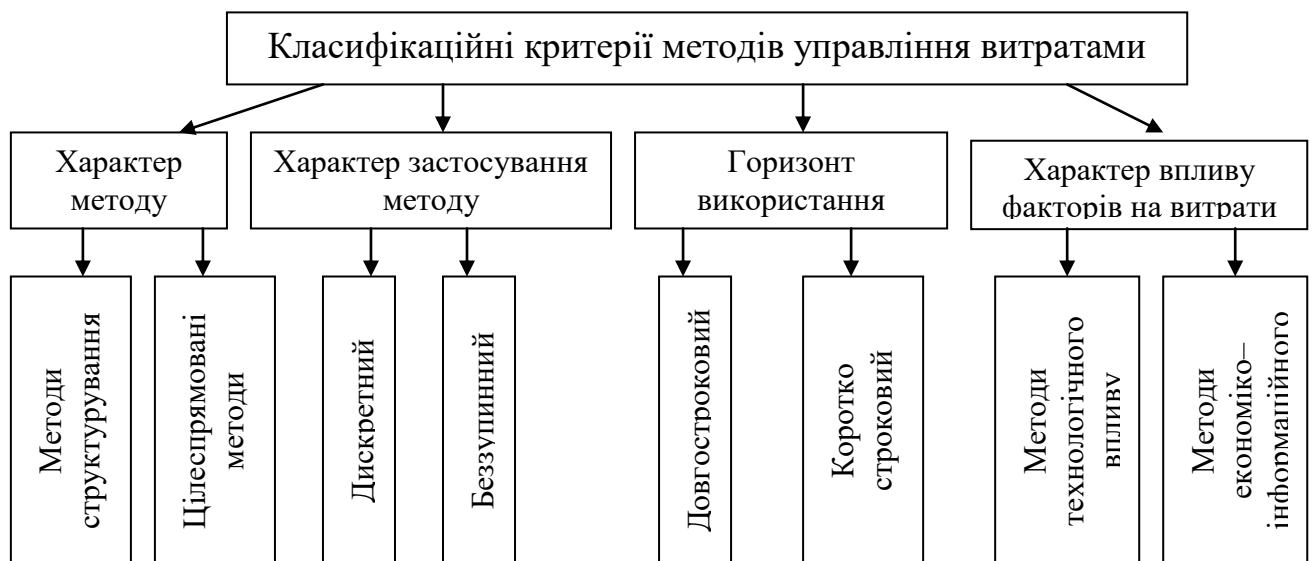 Класифікаційні критерії методів управління витратами
Характер
методу
Характер застосування
методу
Горизонт
використання
Характер впливу
факторів на витрати
Методи
структурування
Цілеспрямовані
методи
Дискретний
Беззупинний
Довгостроковий
Коротко
строковий
Методи
технологічного
впливу
Методи
економіко–
інформаційного